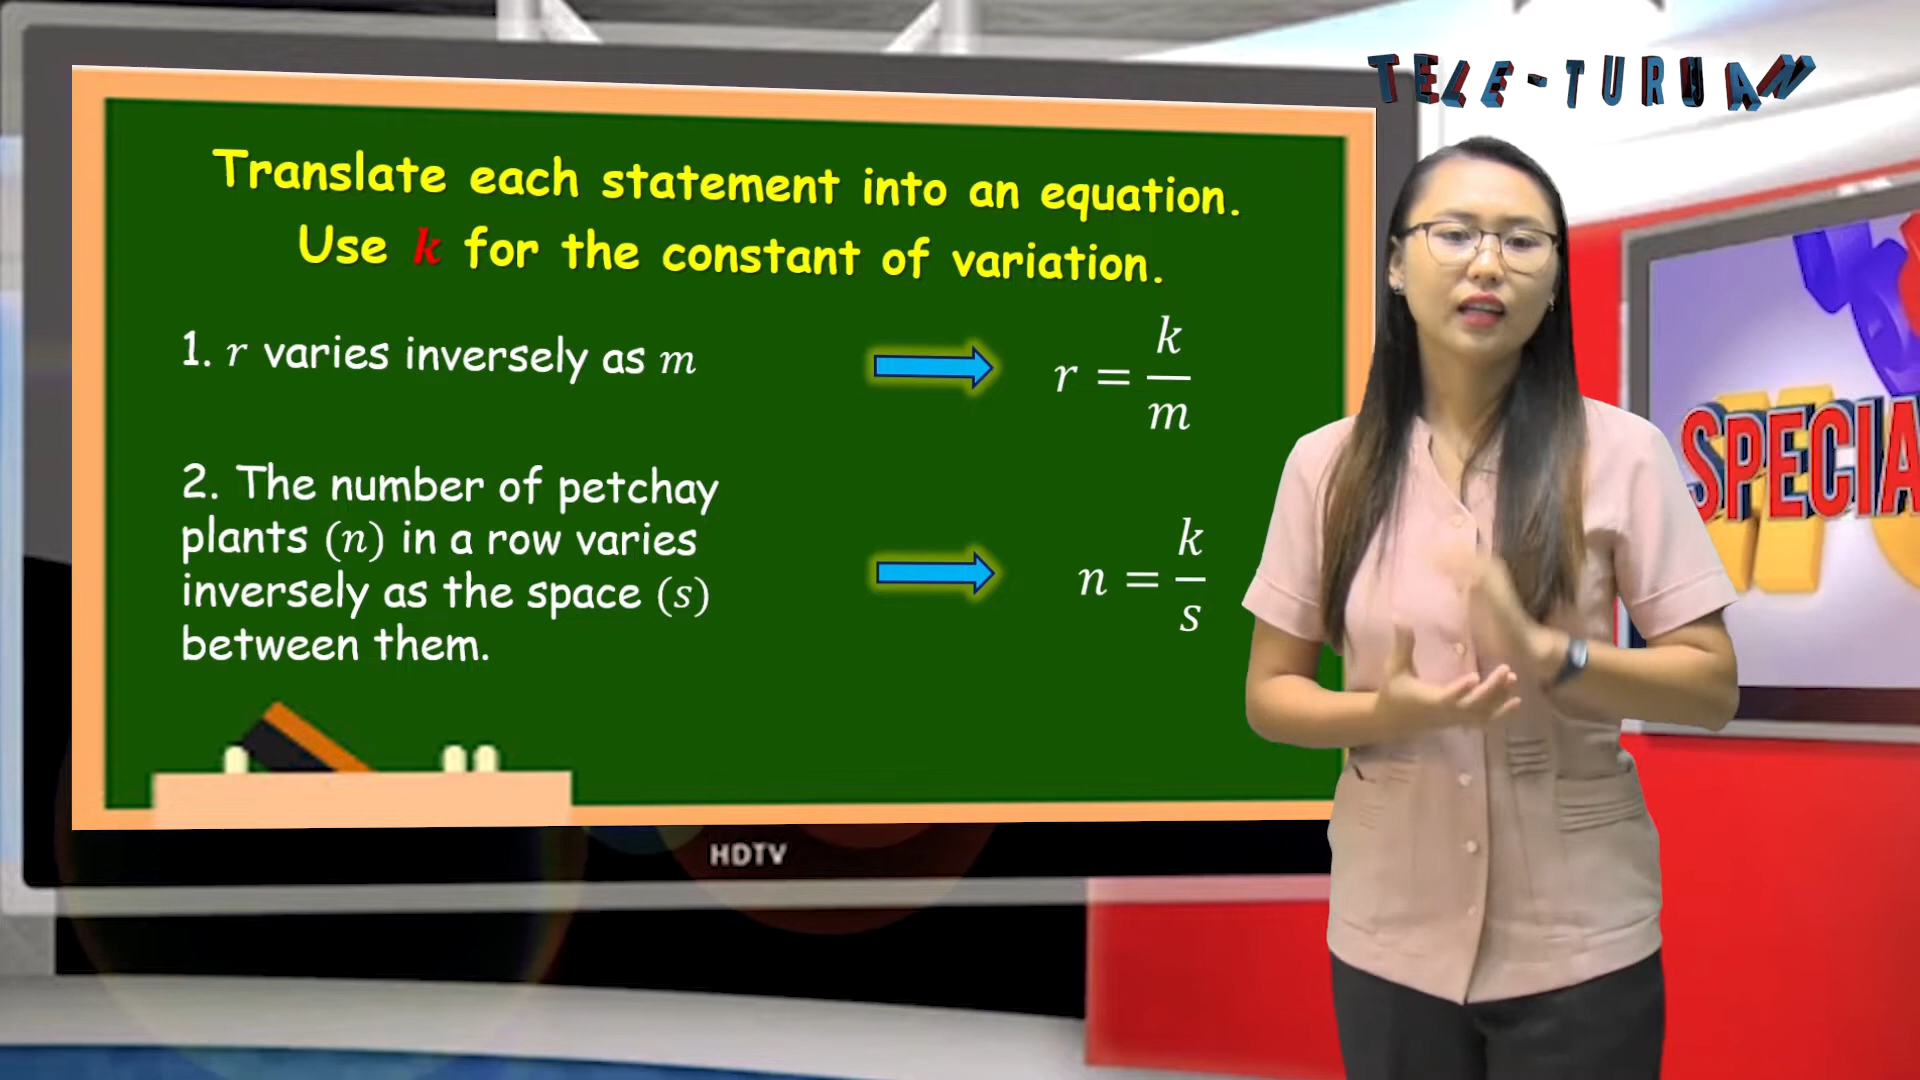 TELE-TURUAN
Translate each statement into an equation.
Use k for the constant of variation.
1. r varies inversely as m
r = k/m
2. The number of petchay
plants (n) in a row varies
inversely as the space (s)
between them.
n = k/s
HDTV
SPECIA